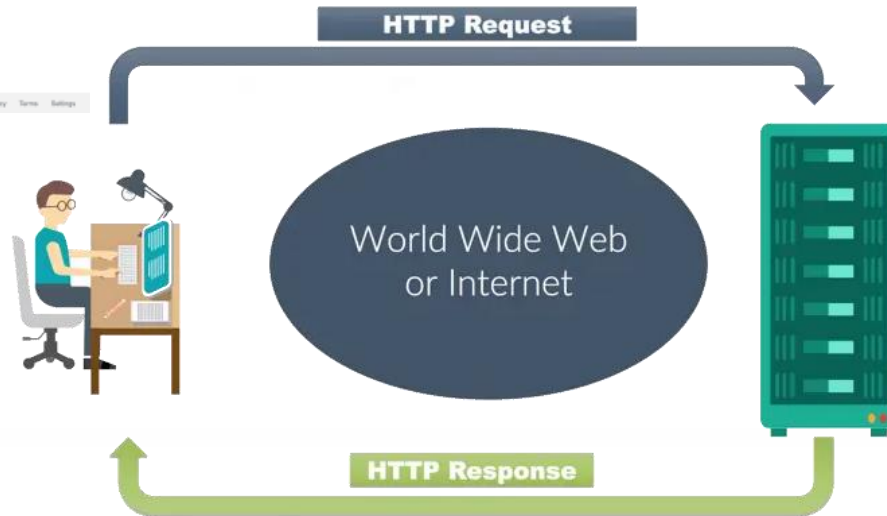 HTTP Request
Terms Settings
World Wide Web
or Internet
HTTP Response